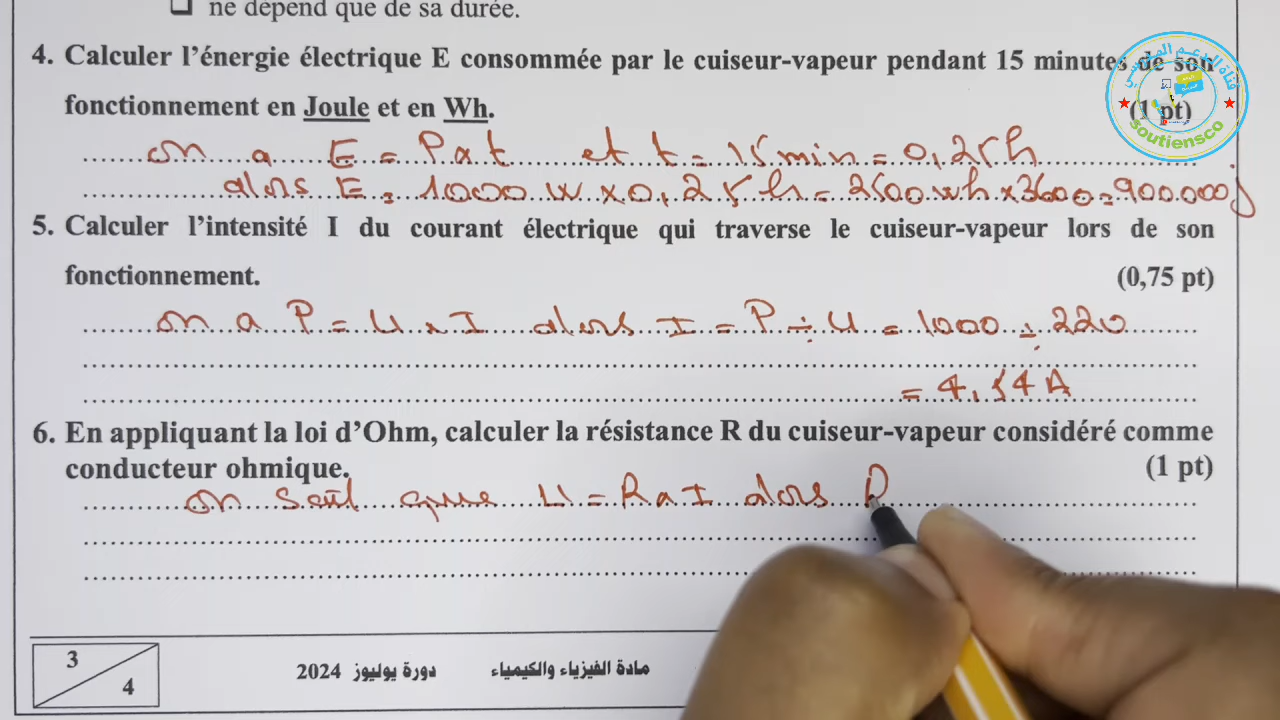 ne dépend que de sa durée.
4. Calculer l'énergie électrique E consommée par le cuiseur-vapeur pendant 15 minutes de son
fonctionnement en Joule et en Wh. (1 pt)
on a E = P x t et t = 15 min = 0,25h
alors E = 1000 w x 0,25 h = 2500 wh x 3600 = 900.000 j
5. Calculer l'intensité I du courant électrique qui traverse le cuiseur-vapeur lors de son
fonctionnement. (0,75 pt)
on a P = U x I alors I = P ÷ U = 1000 ÷ 220
= 4,54 A
6. En appliquant la loi d'Ohm, calculer la résistance R du cuiseur-vapeur considéré comme
conducteur ohmique. (1 pt)
on sait que U = R x I alors R
3
4
دورة يوليوز 2024 مادة الفيزياء والكيمياء
soutiensco